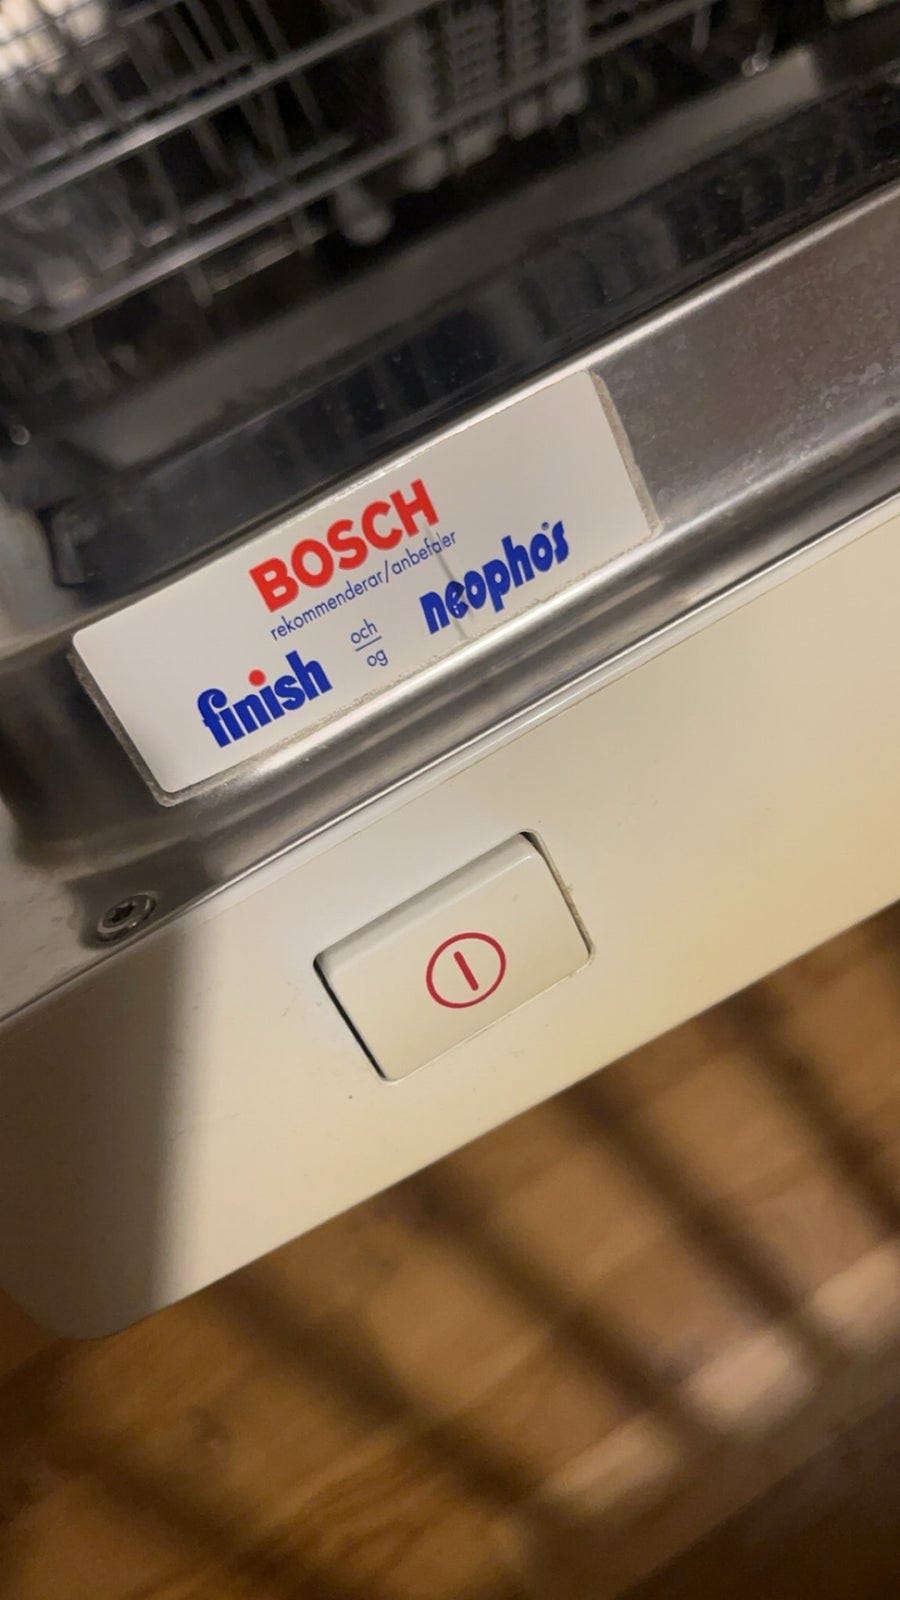 BOSCH
rekommenderar/anbefaler
finish och/og neophos